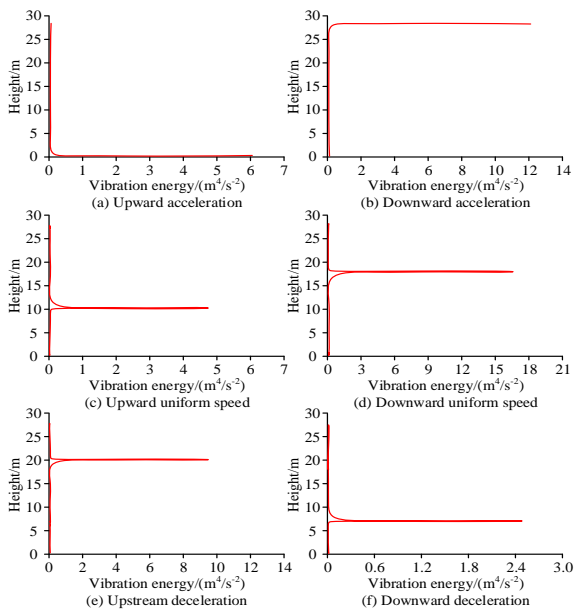 30
25
20
15
10
5
0
Height/m
0 1 2 3 4 5 6 7
Vibration energy/(m⁴/s⁻²)
(a) Upward acceleration
30
25
20
15
10
5
0
Height/m
0 2 4 6 8 10 12 14
Vibration energy/(m⁴/s⁻²)
(b) Downward acceleration
30
25
20
15
10
5
0
Height/m
0 1 2 3 4 5 6 7
Vibration energy/(m⁴/s⁻²)
(c) Upward uniform speed
30
25
20
15
10
5
0
Height/m
0 3 6 9 12 15 18 21
Vibration energy/(m⁴/s⁻²)
(d) Downward uniform speed
30
25
20
15
10
5
0
Height/m
0 2 4 6 8 10 12 14
Vibration energy/(m⁴/s⁻²)
(e) Upstream deceleration
30
25
20
15
10
5
0
Height/m
0 0.6 1.2 1.8 2.4 3.0
Vibration energy/(m⁴/s⁻²)
(f) Downward deceleration